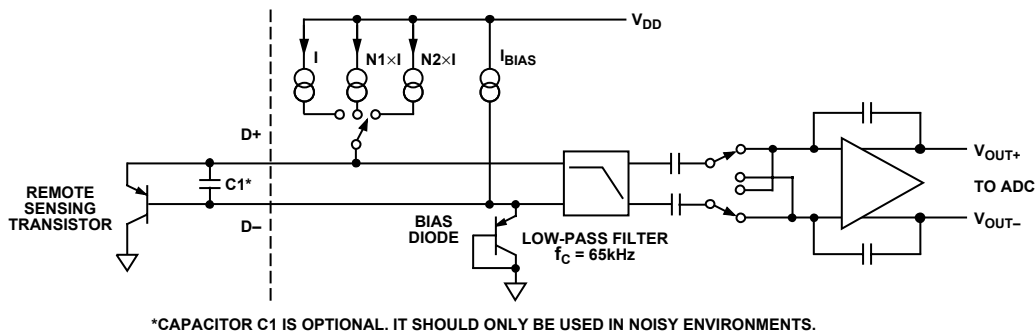 V_DD
I
N1×I
N2×I
I_BIAS
D+
C1*
REMOTE
SENSING
TRANSISTOR
D–
BIAS
DIODE
LOW-PASS FILTER
f_C = 65kHz
V_OUT+
TO ADC
V_OUT–
*CAPACITOR C1 IS OPTIONAL. IT SHOULD ONLY BE USED IN NOISY ENVIRONMENTS.